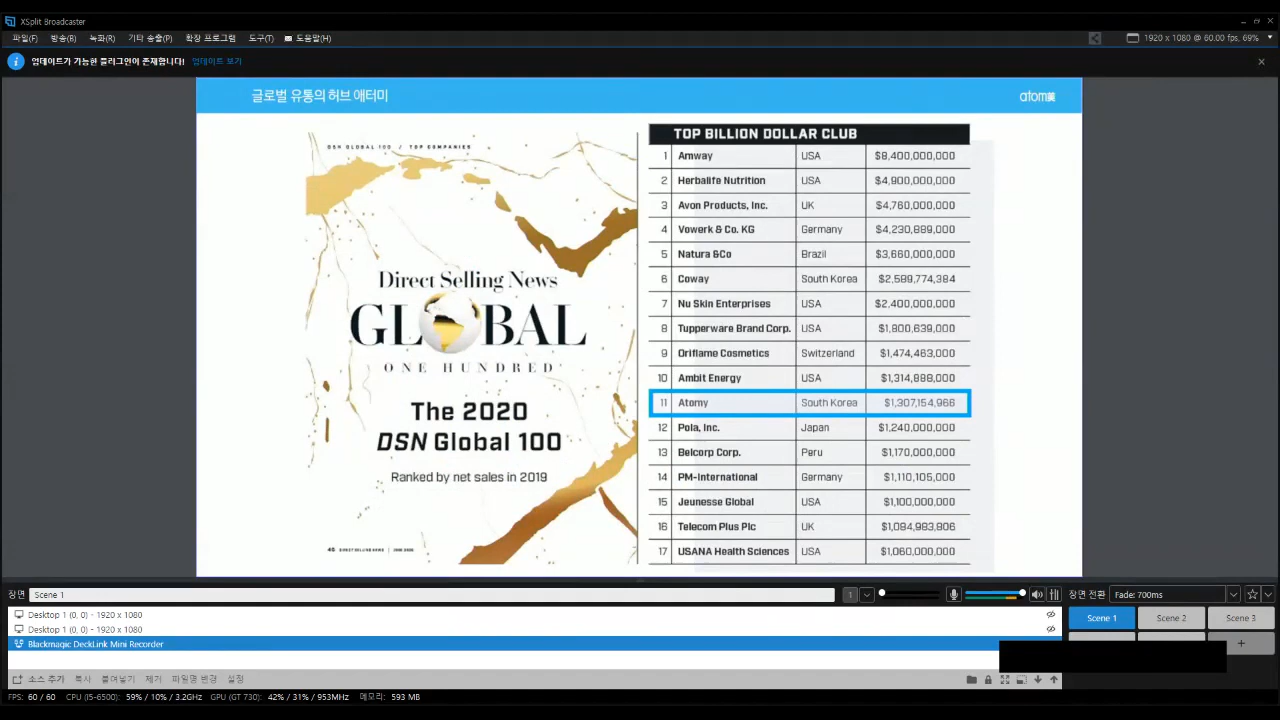 XSplit Broadcaster
파일(F) 방송(B) 녹화(R) 기타 송출(P) 확장 프로그램 도구(T) 도움말(H) 1920 x 1080 @ 60.00 fps, 69%
업데이트가 가능한 플러그인이 존재합니다! 업데이트 보기
글로벌 유통의 허브 애터미 atom美
DSN GLOBAL 100 / TOP COMPANIES
Direct Selling News
GLOBAL
ONE HUNDRED
The 2020
DSN Global 100
Ranked by net sales in 2019
TOP BILLION DOLLAR CLUB
1 Amway USA $8,400,000,000
2 Herbalife Nutrition USA $4,900,000,000
3 Avon Products, Inc. UK $4,760,000,000
4 Vowerk & Co. KG Germany $4,230,899,000
5 Natura &Co Brazil $3,660,000,000
6 Coway South Korea $2,589,774,384
7 Nu Skin Enterprises USA $2,400,000,000
8 Tupperware Brand Corp. USA $1,800,639,000
9 Oriflame Cosmetics Switzerland $1,474,463,000
10 Ambit Energy USA $1,314,898,000
11 Atomy South Korea $1,307,154,966
12 Pola, Inc. Japan $1,240,000,000
13 Belcorp Corp. Peru $1,170,000,000
14 PM-International Germany $1,110,105,000
15 Jeunesse Global USA $1,100,000,000
16 Telecom Plus Plc UK $1,084,983,906
17 USANA Health Sciences USA $1,060,000,000
장면 Scene 1 1 장면 전환 Fade: 700ms
Desktop 1 (0, 0) - 1920 x 1080
Desktop 1 (0, 0) - 1920 x 1080
Blackmagic DeckLink Mini Recorder
Scene 1 Scene 2 Scene 3
소스 추가 복사 붙여넣기 제거 파일명 변경 설정
FPS: 60 / 60 CPU (I5-6500): 59% / 10% / 3.2GHz GPU (GT 730): 42% / 31% / 953MHz 메모리: 593 MB